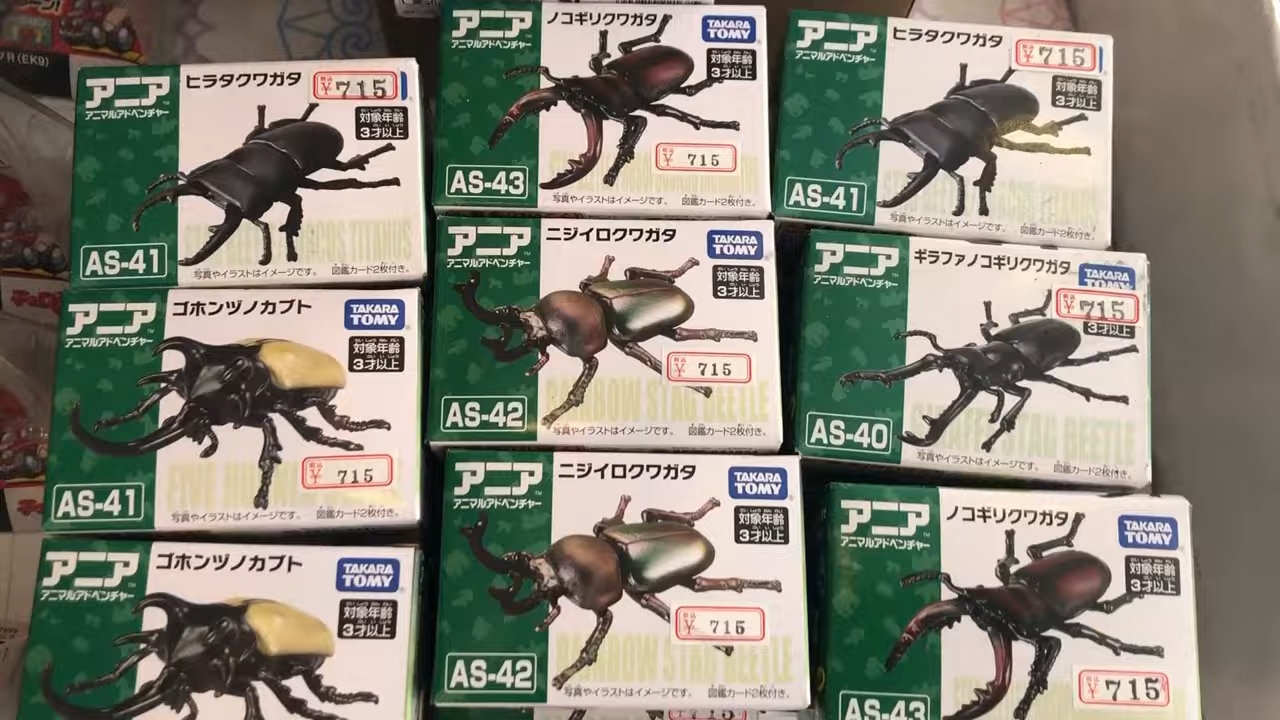 R(EK9)
アニア
アニマルアドベンチャー
ヒラタクワガタ
税込
¥715
対象年齢
3才以上
AS-41
写真やイラストはイメージです。 図鑑カード2枚付き。
アニア
アニマルアドベンチャー
ゴホンヅノカブト
TAKARA
TOMY
対象年齢
3才以上
税込
¥715
AS-41
写真やイラストはイメージです。 図鑑カード2枚付き。
アニア
アニマルアドベンチャー
ゴホンヅノカブト
TAKARA
TOMY
対象年齢
3才以上
アニア
アニマルアドベンチャー
ノコギリクワガタ
TAKARA
TOMY
対象年齢
3才以上
税込
¥715
AS-43
写真やイラストはイメージです。 図鑑カード2枚付き。
アニア
アニマルアドベンチャー
ニジイロクワガタ
TAKARA
TOMY
対象年齢
3才以上
税込
¥715
AS-42
RAINBOW STAG BEETLE
写真やイラストはイメージです。 図鑑カード2枚付き。
アニア
アニマルアドベンチャー
ニジイロクワガタ
TAKARA
TOMY
対象年齢
3才以上
税込
¥715
AS-42
RAINBOW STAG BEETLE
写真やイラストはイメージです。 図鑑カード2枚付き。
715
アニア
アニマルアドベンチャー
ヒラタクワガタ
税込
¥715
対象年齢
3才以上
AS-41
写真やイラストはイメージです。 図鑑カード2枚付き。
アニア
アニマルアドベンチャー
ギラファノコギリクワガタ
TAKARA
税込
¥715
3才以上
AS-40
写真やイラストはイメージです。 図鑑カード2枚付き。
アニア
アニマルアドベンチャー
ノコギリクワガタ
TAKARA
TOMY
対象年齢
3才以上
税込
¥715
AS-43